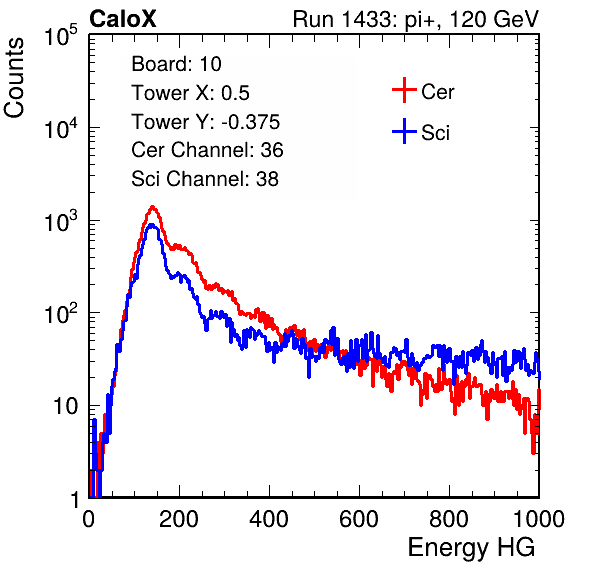 CaloX Run 1433: pi+, 120 GeV
Counts
Board: 10
Tower X: 0.5
Tower Y: -0.375
Cer Channel: 36
Sci Channel: 38
Cer
Sci
10^5
10^4
10^3
10^2
10
1
0 200 400 600 800 1000
Energy HG